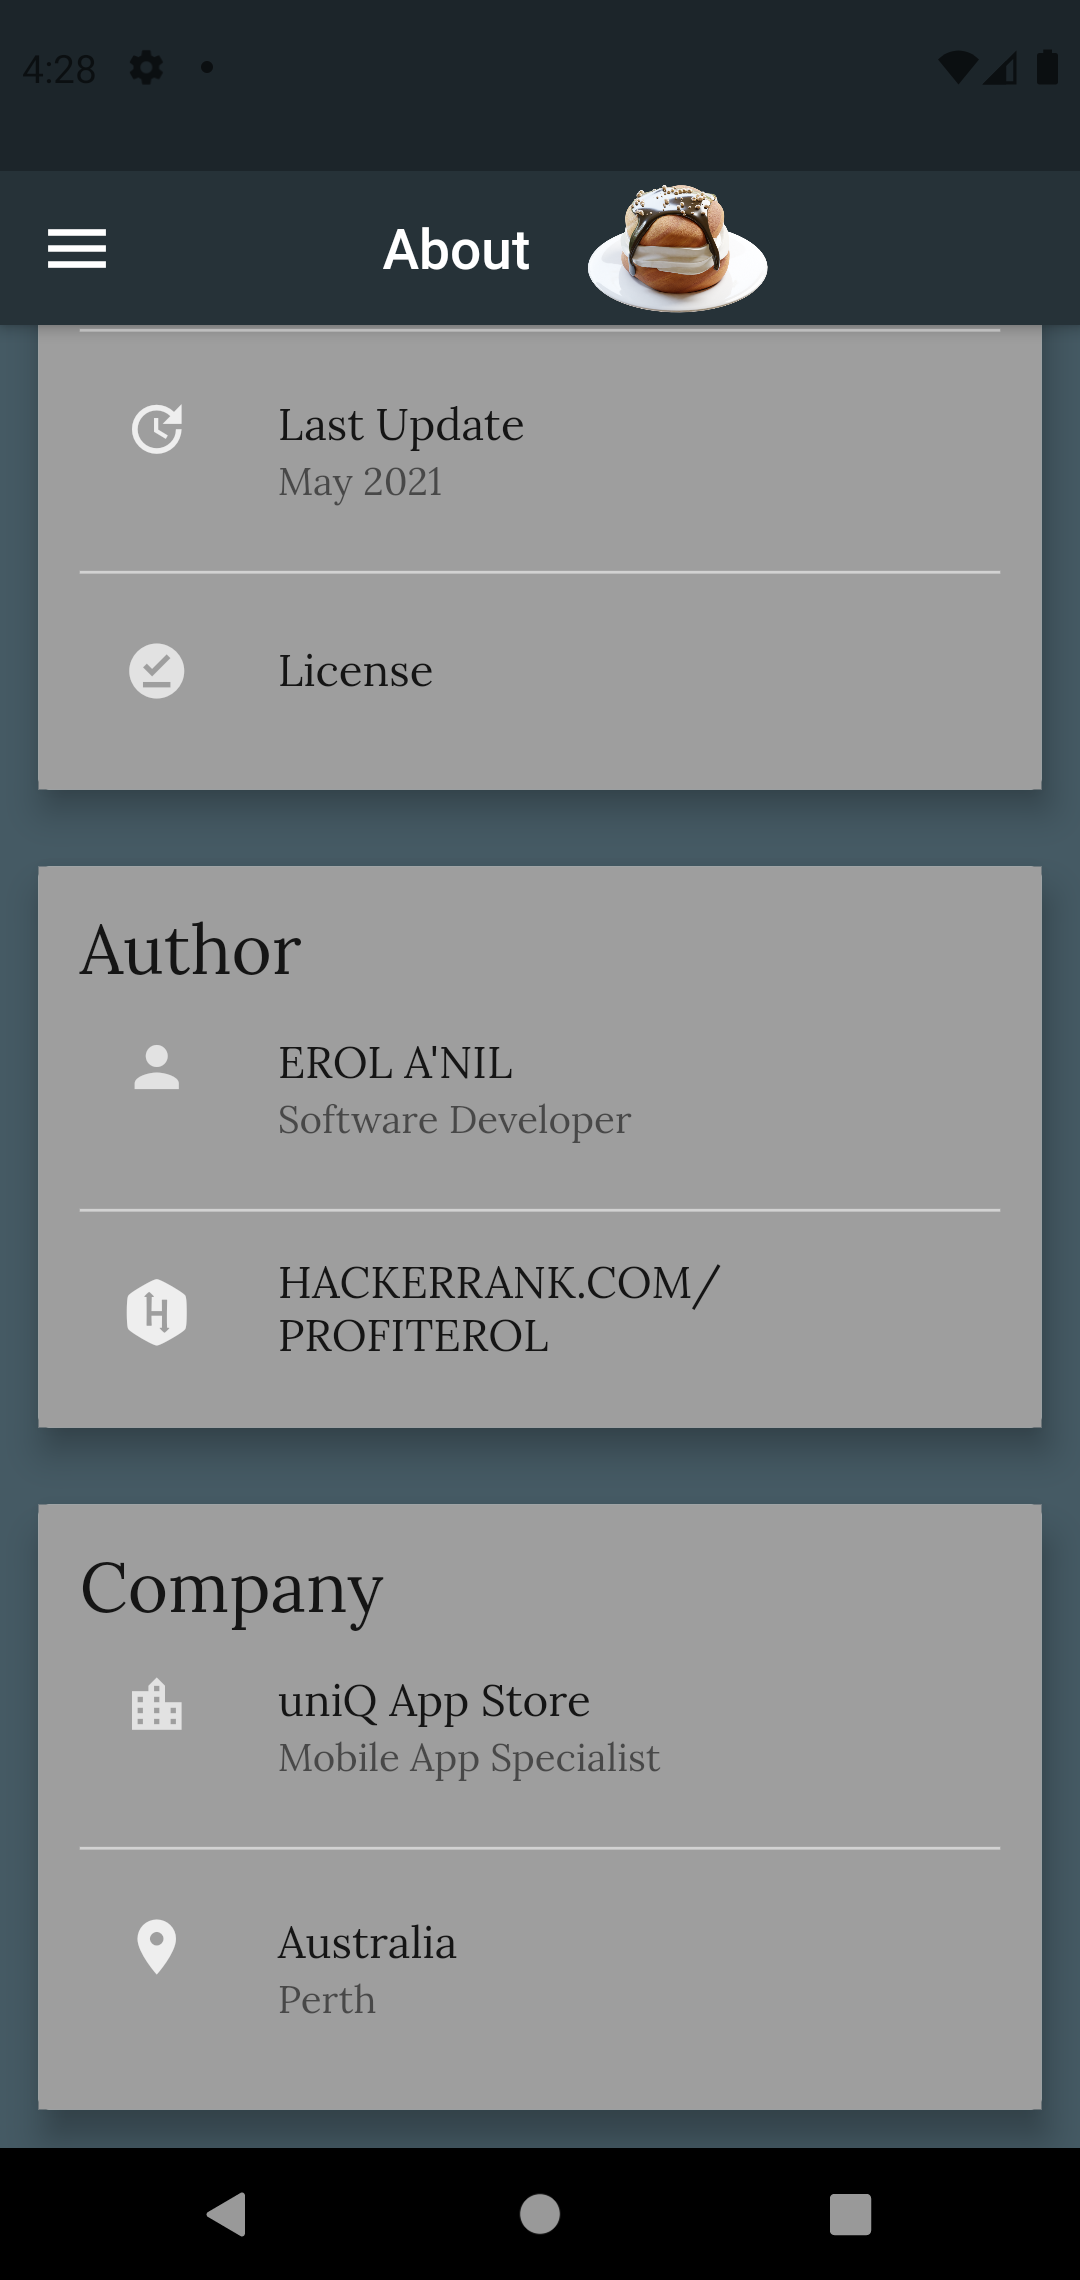 4:28
About
Last Update
May 2021
License
Author
EROL A'NIL
Software Developer
HACKERRANK.COM/
PROFITEROL
Company
uniQ App Store
Mobile App Specialist
Australia
Perth